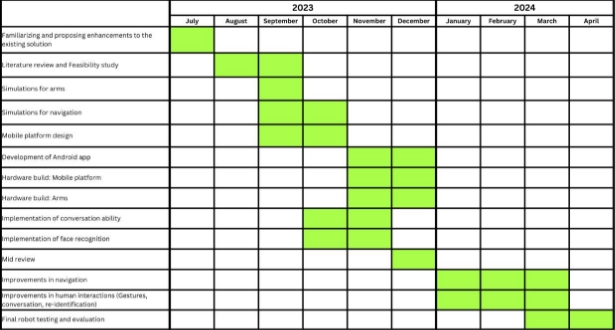 2023 2024
July August September October November December January February March April
Familiarizing and proposing enhancements to the
existing solution
Literature review and Feasibility study
Simulations for arms
Simulations for navigation
Mobile platform design
Development of Android app
Hardware build: Mobile platform
Hardware build: Arms
Implementation of conversation ability
Implementation of face recognition
Mid review
Improvements in navigation
Improvements in human interactions (Gestures,
conversation, re-identification)
Final robot testing and evaluation